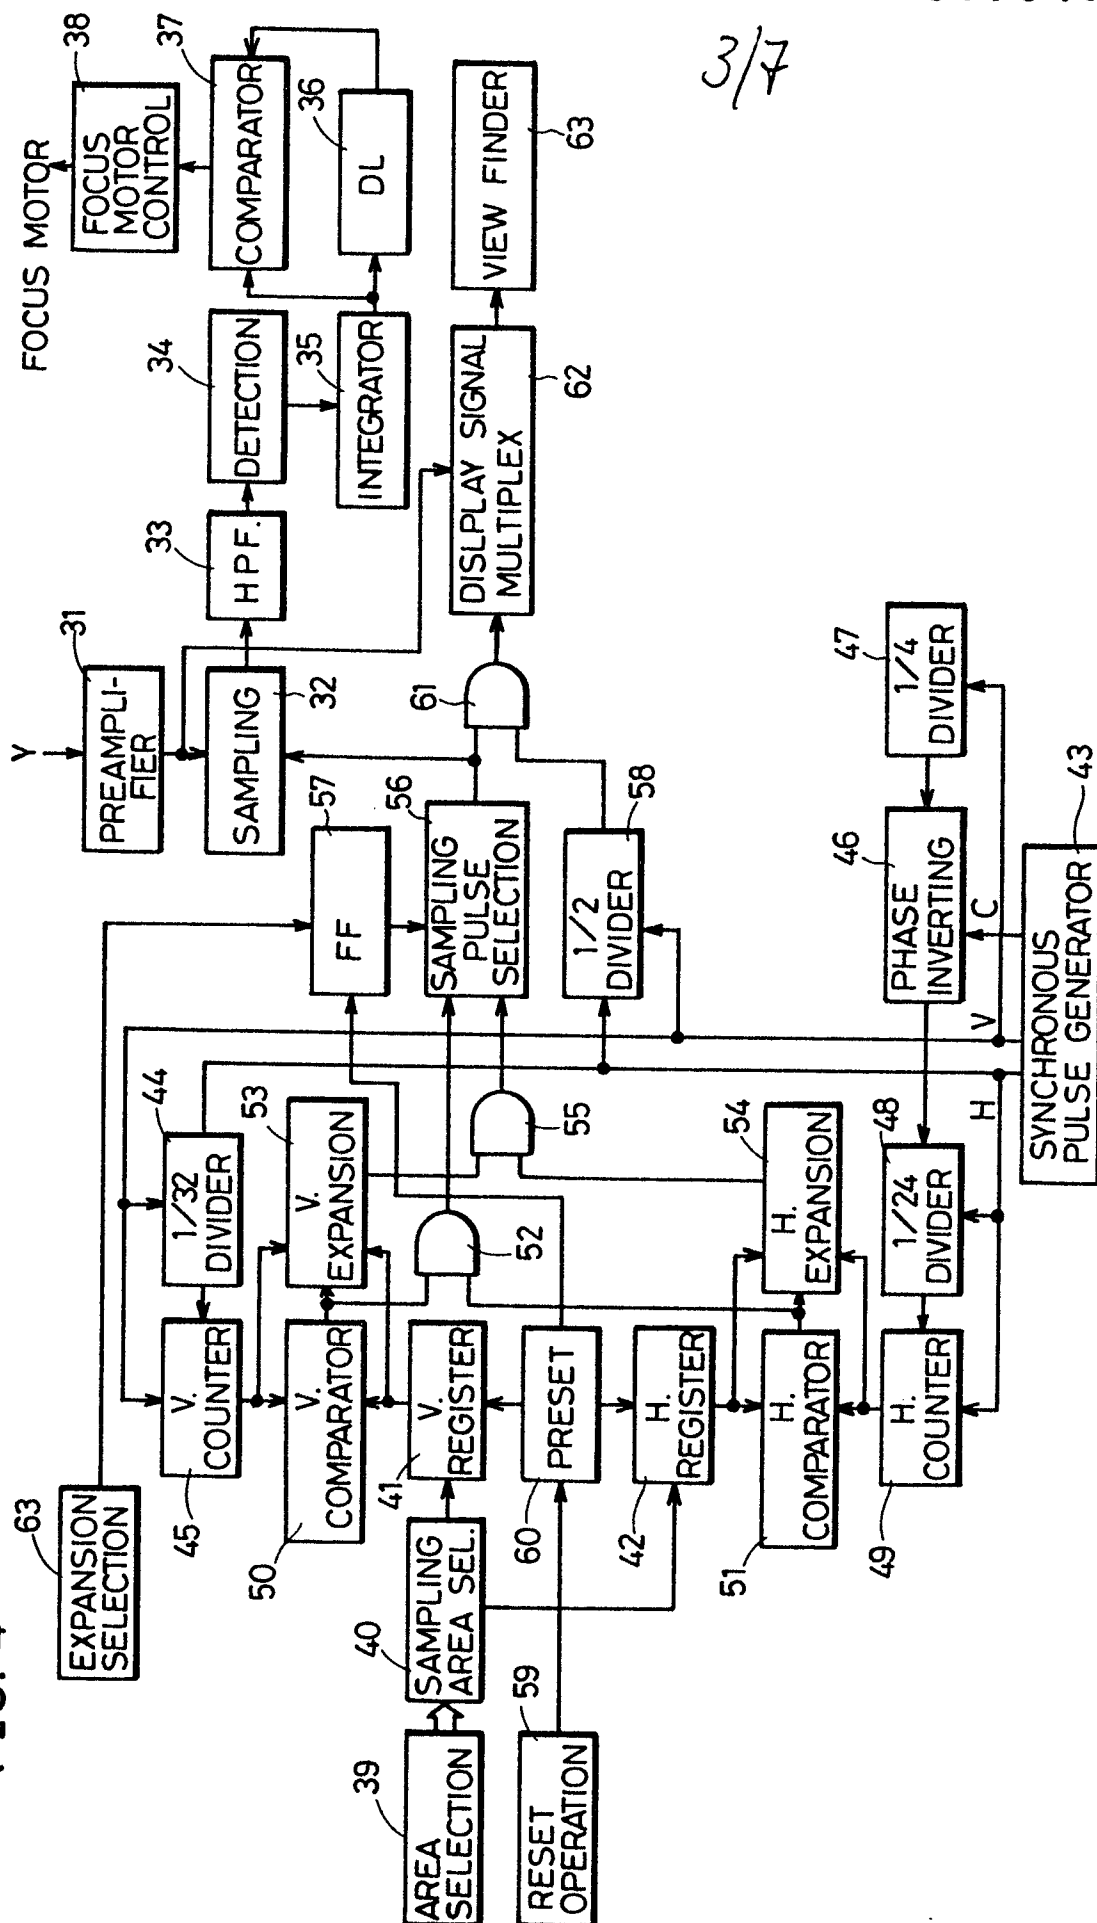 3/7
FOCUS MOTOR
38
FOCUS
MOTOR
CONTROL
37
COMPARATOR
36
DL
34
DETECTION
35
INTEGRATOR
33
HPF.
31
Y
PREAMPLI-
FIER
32
SAMPLING
VIEW FINDER
63
DISLPLAY SIGNAL
MULTIPLEX
62
61
57
FF
56
SAMPLING
PULSE
SELECTION
58
1/2
DIVIDER
47
1/4
DIVIDER
46
PHASE
INVERTING
C
V
H
43
SYNCHRONOUS
PULSE GENERATOR
44
1/32
DIVIDER
53
V.
EXPANSION
55
52
54
H.
EXPANSION
48
1/24
DIVIDER
45
V.
COUNTER
50
V.
COMPARATOR
41
V.
REGISTER
60
PRESET
42
H.
REGISTER
51
H.
COMPARATOR
49
H.
COUNTER
63
EXPANSION
SELECTION
40
SAMPLING
AREA SEL.
39
AREA
SELECTION
59
RESET
OPERATION